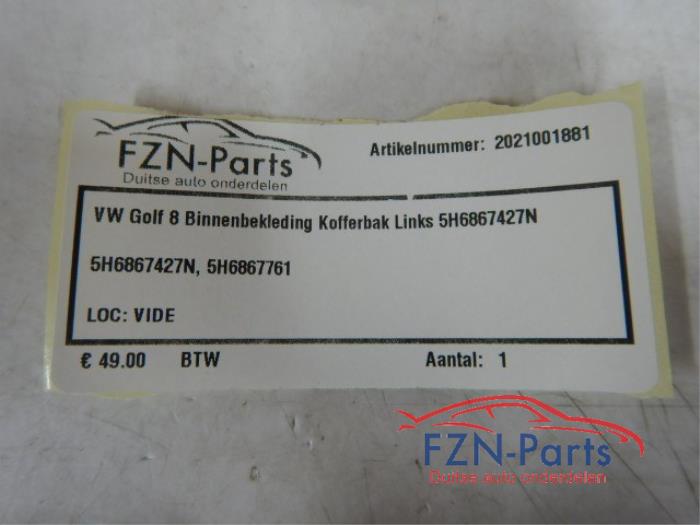 FZN-Parts
Duitse auto onderdelen
Artikelnummer: 2021001881
VW Golf 8 Binnenbekleding Kofferbak Links 5H6867427N
5H6867427N, 5H6867761
LOC: VIDE
€ 49.00 BTW Aantal: 1
FZN-Parts
Duitse auto onderdelen